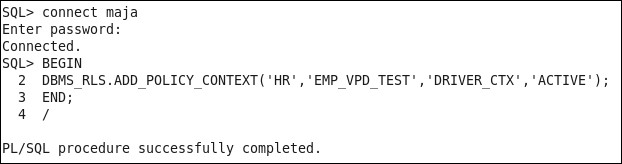 SQL> connect maja
Enter password:
Connected.
SQL> BEGIN
  2  DBMS_RLS.ADD_POLICY_CONTEXT('HR','EMP_VPD_TEST','DRIVER_CTX','ACTIVE');
  3  END;
  4  /
PL/SQL procedure successfully completed.